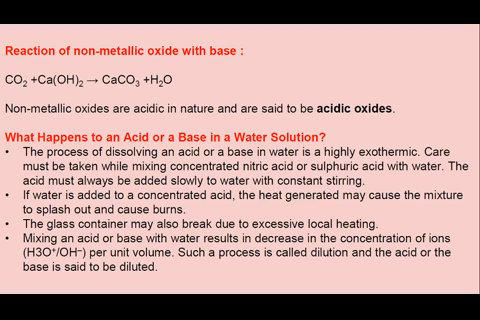 Reaction of non-metallic oxide with base :
CO₂ +Ca(OH)₂ → CaCO₃ +H₂O
Non-metallic oxides are acidic in nature and are said to be acidic oxides.
What Happens to an Acid or a Base in a Water Solution?
• The process of dissolving an acid or a base in water is a highly exothermic. Care
must be taken while mixing concentrated nitric acid or sulphuric acid with water. The
acid must always be added slowly to water with constant stirring.
• If water is added to a concentrated acid, the heat generated may cause the mixture
to splash out and cause burns.
• The glass container may also break due to excessive local heating.
• Mixing an acid or base with water results in decrease in the concentration of ions
(H3O⁺/OH⁻) per unit volume. Such a process is called dilution and the acid or the
base is said to be diluted.